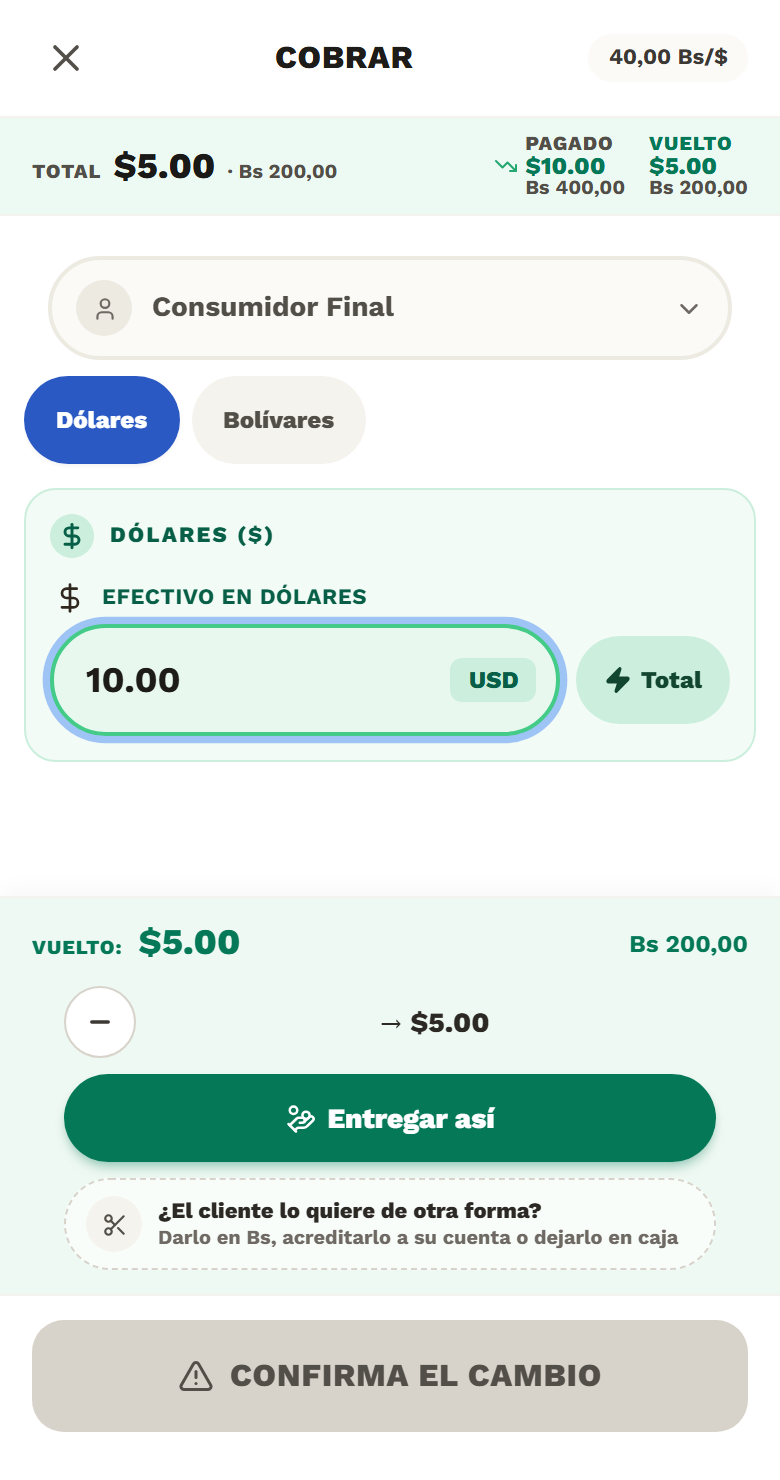 COBRAR
40,00 Bs/$
TOTAL $5.00 · Bs 200,00
PAGADO
$10.00
Bs 400,00
VUELTO
$5.00
Bs 200,00
Consumidor Final
Dólares
Bolívares
DÓLARES ($)
EFECTIVO EN DÓLARES
10.00 USD
Total
VUELTO: $5.00
Bs 200,00
→ $5.00
Entregar así
¿El cliente lo quiere de otra forma?
Darlo en Bs, acreditarlo a su cuenta o dejarlo en caja
CONFIRMA EL CAMBIO